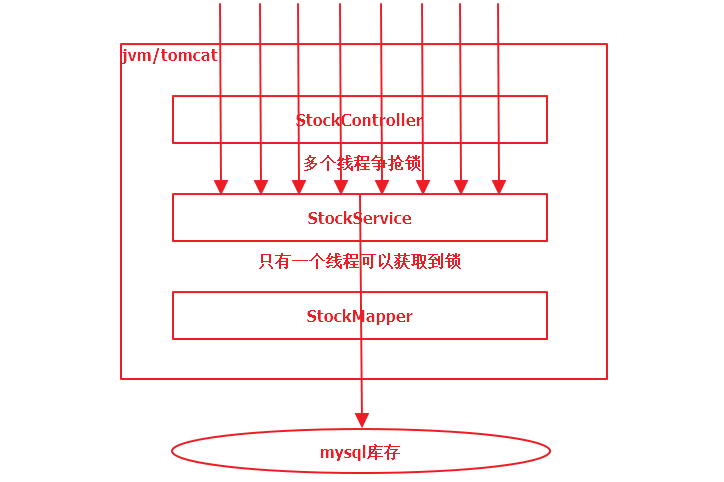 jvm/tomcat
StockController
多个线程争抢锁
StockService
只有一个线程可以获取到锁
StockMapper
mysql库存